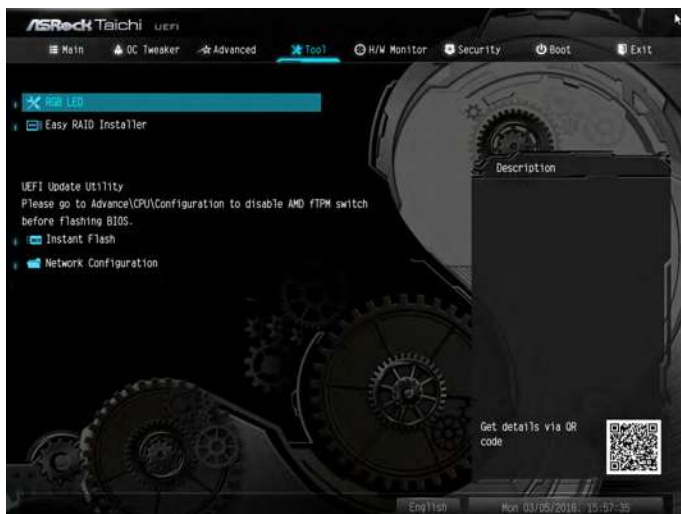 ASRock Taichi UEFI
Main OC Tweaker Advanced Tool H/W Monitor Security Boot Exit
RGB LED
Easy RAID Installer
Description
UEFI Update Utility
Please go to Advance\CPU\Configuration to disable AMD fTPM switch
before flashing BIOS.
Instant Flash
Network Configuration
Get details via QR
code
English
Mon 03/05/2018, 15:57:35